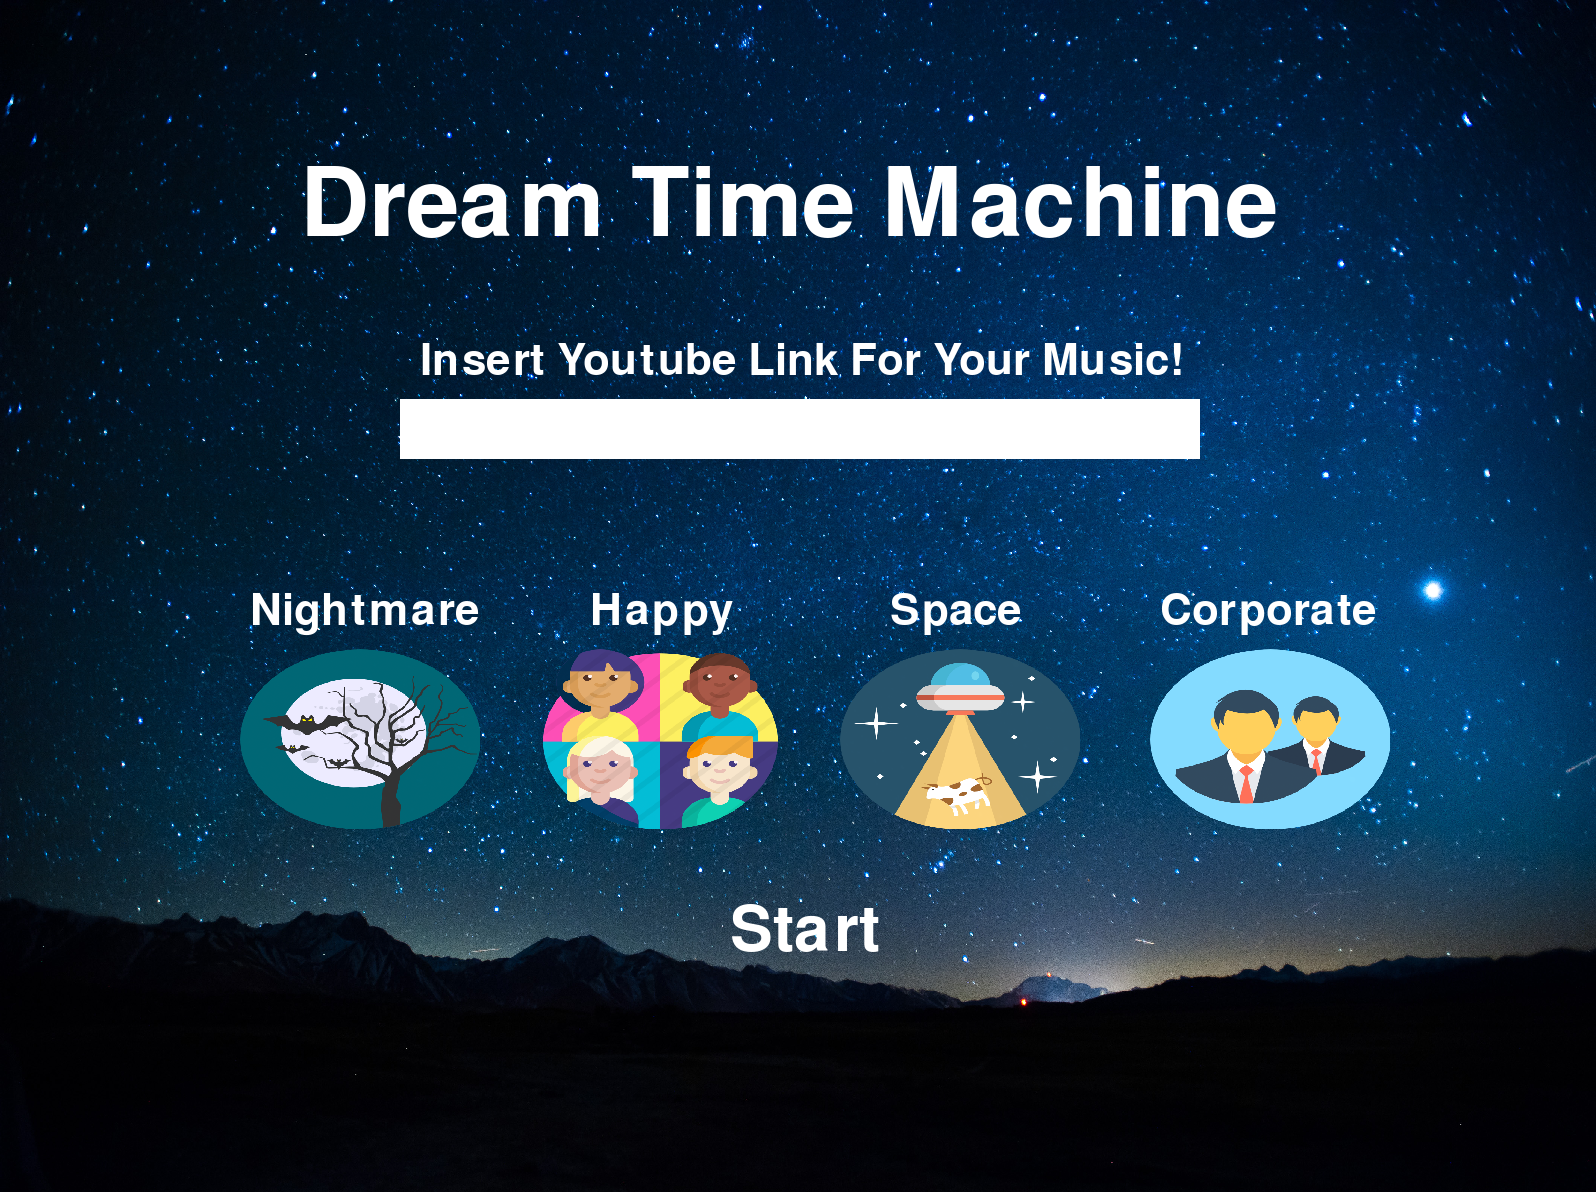 Dream Time Machine
Insert Youtube Link For Your Music!
Nightmare Happy Space Corporate
Start